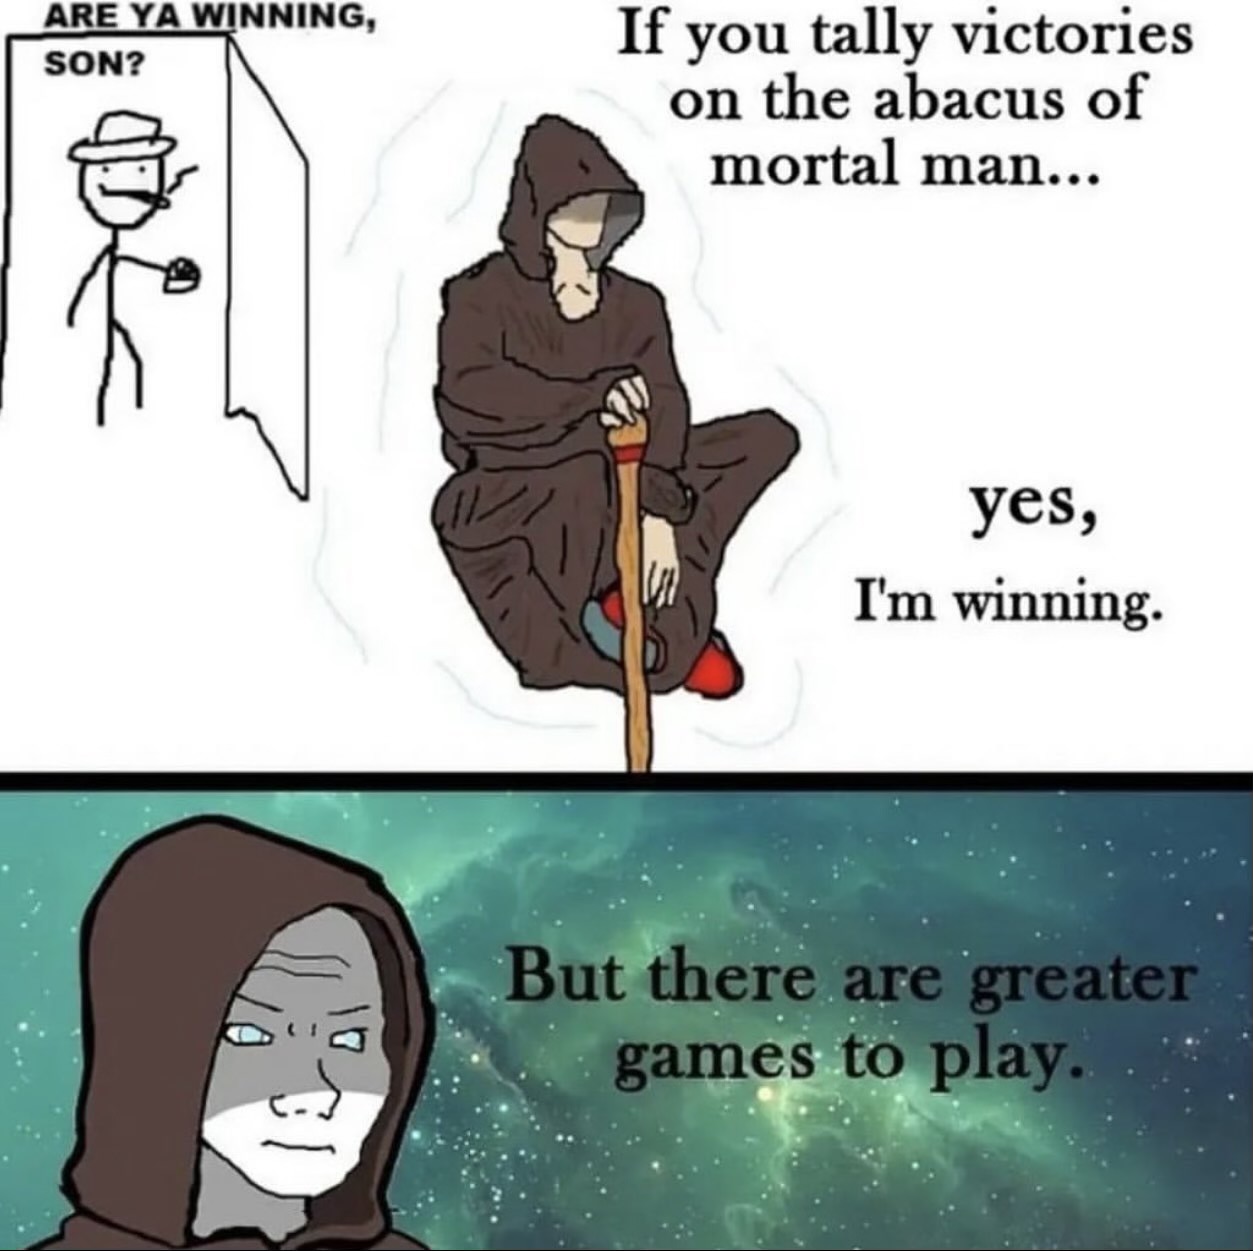 ARE YA WINNING,
SON?
If you tally victories
on the abacus of
mortal man...
yes,
I'm winning.
But there are greater
games to play.